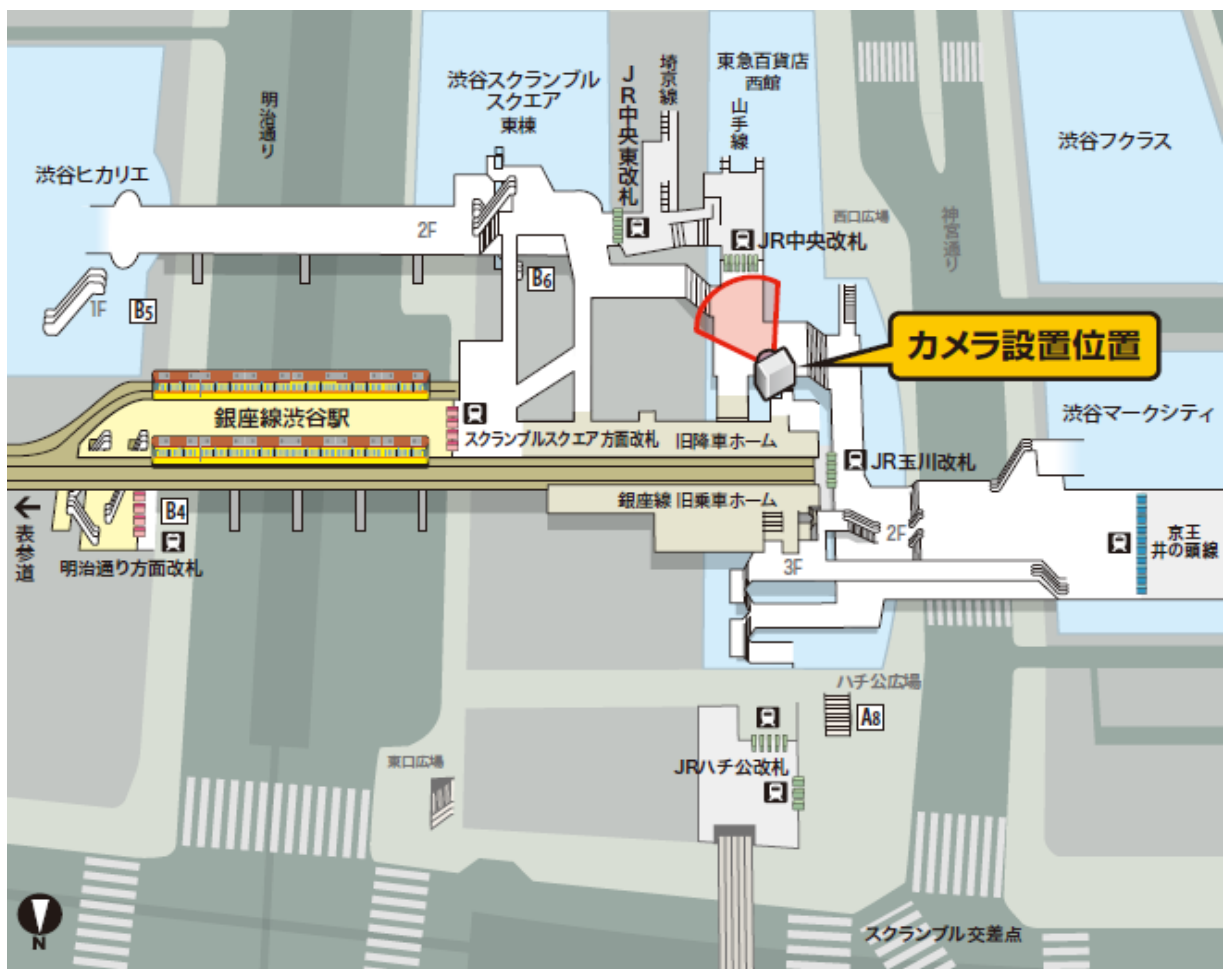 渋谷スクランブル
スクエア
東棟
JR中央東改札
埼京線
東急百貨店
西館
山手線
明治通り
渋谷ヒカリエ
渋谷フクラス
西口広場
神宮通り
2F
JR中央改札
B6
1F
B5
カメラ設置位置
銀座線渋谷駅
スクランブルスクエア方面改札
旧降車ホーム
渋谷マークシティ
JR玉川改札
銀座線 旧乗車ホーム
B4
←
表参道
明治通り方面改札
2F
3F
京王
井の頭線
ハチ公広場
A8
JRハチ公改札
東口広場
スクランブル交差点
N